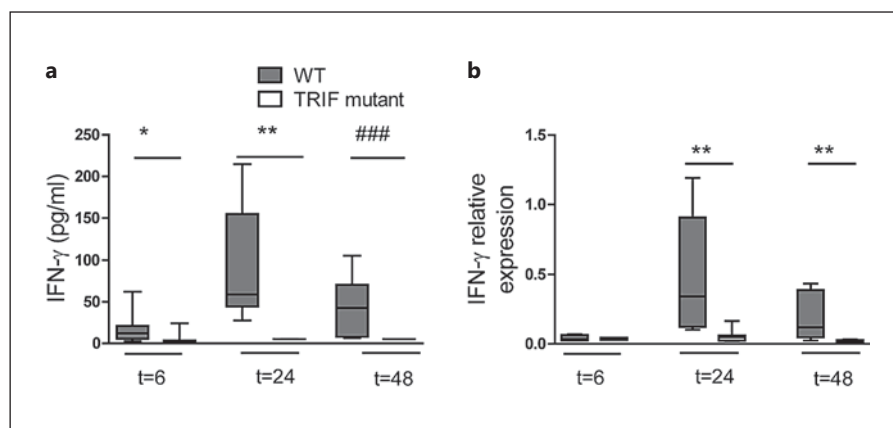 a
WT
TRIF mutant
IFN-γ (pg/ml)
250
200
150
100
50
0
*
**
###
t=6
t=24
t=48
b
IFN-γ relative
expression
1.5
1.0
0.5
0.0
**
**
t=6
t=24
t=48